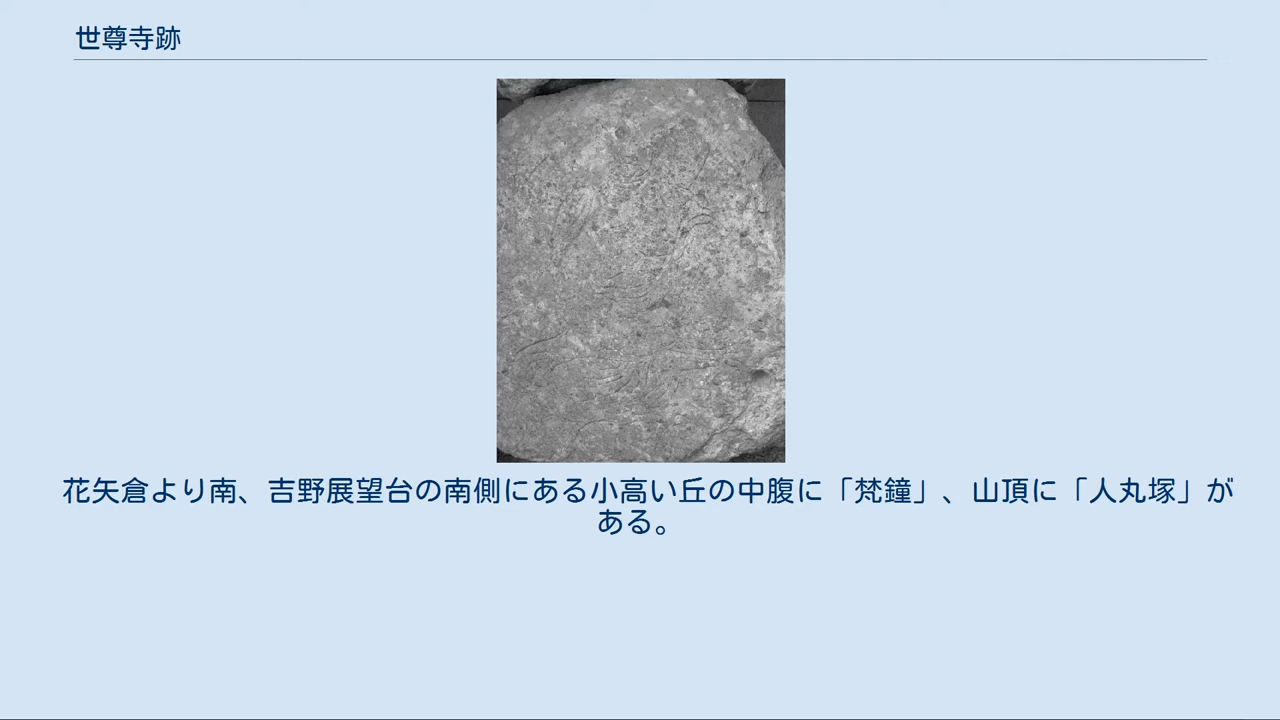 世尊寺跡
花矢倉より南、吉野展望台の南側にある小高い丘の中腹に「梵鐘」、山頂に「人丸塚」が
ある。